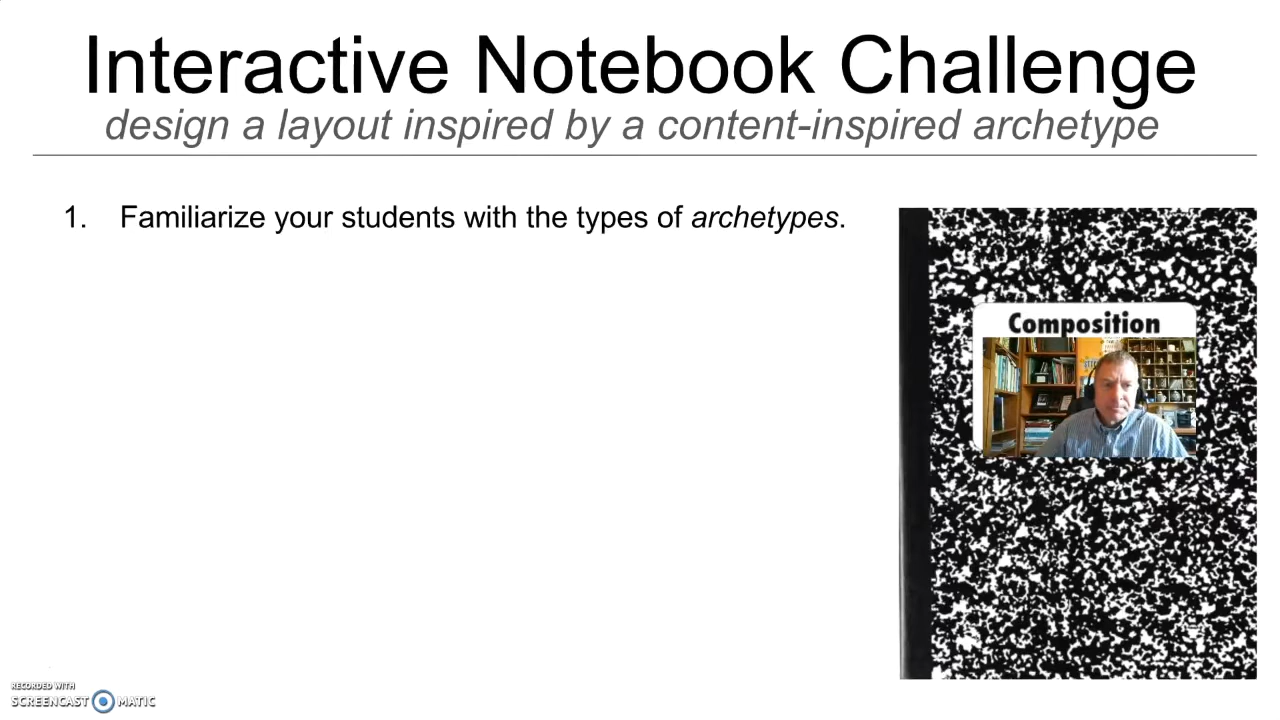 Interactive Notebook Challenge
design a layout inspired by a content-inspired archetype
1. Familiarize your students with the types of archetypes.
Composition
RECORDED WITH
SCREENCAST MATIC